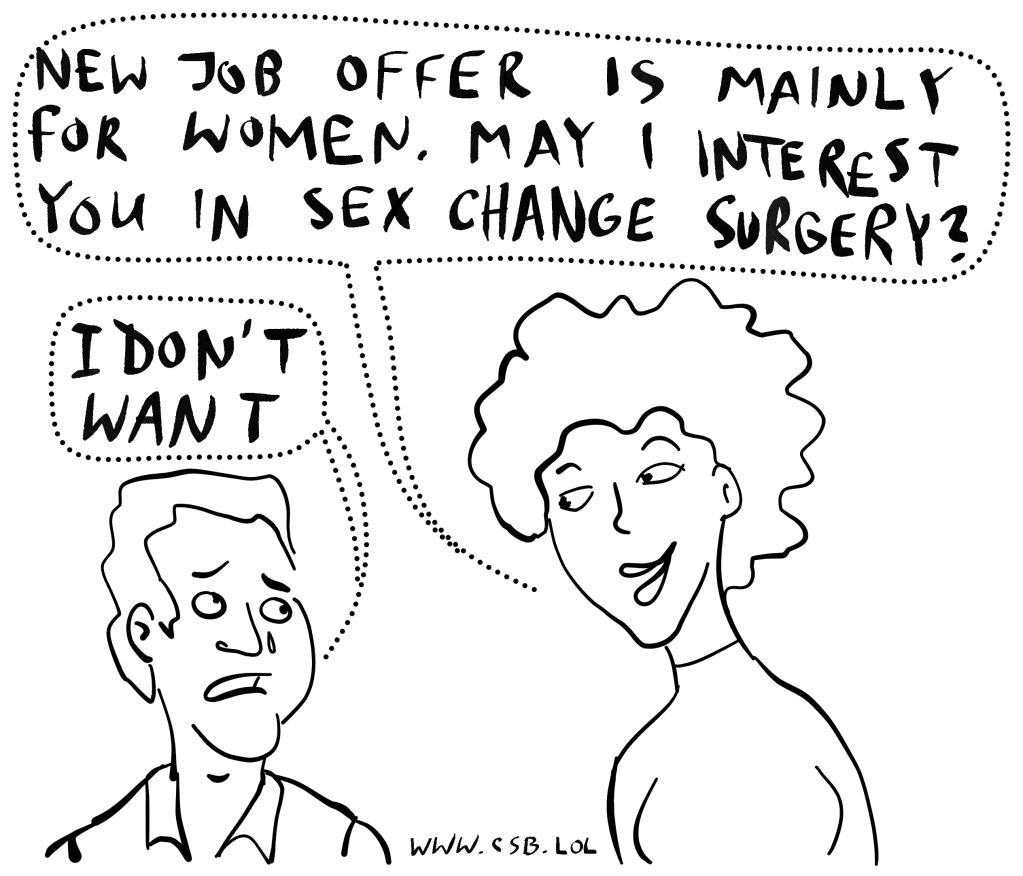 NEW JOB OFFER IS MAINLY
FOR WOMEN. MAY I INTEREST
YOU IN SEX CHANGE SURGERY?
I DON'T
WANT
WWW.CSB.LOL